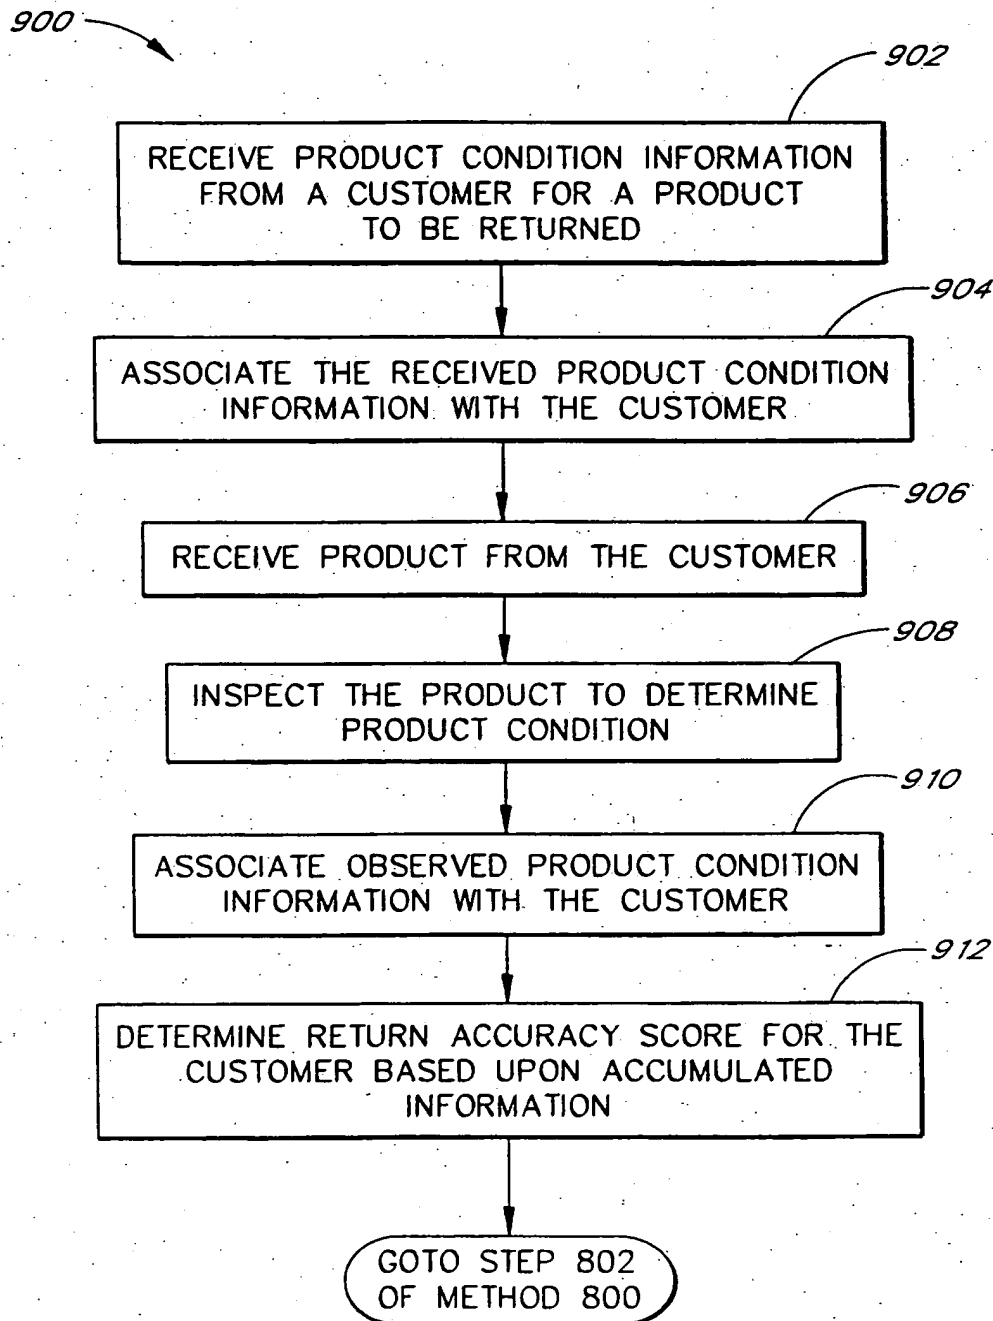 900
902
RECEIVE PRODUCT CONDITION INFORMATION
FROM A CUSTOMER FOR A PRODUCT
TO BE RETURNED
904
ASSOCIATE THE RECEIVED PRODUCT CONDITION
INFORMATION WITH THE CUSTOMER
906
RECEIVE PRODUCT FROM THE CUSTOMER
908
INSPECT THE PRODUCT TO DETERMINE
PRODUCT CONDITION
910
ASSOCIATE OBSERVED PRODUCT CONDITION
INFORMATION WITH THE CUSTOMER
912
DETERMINE RETURN ACCURACY SCORE FOR THE
CUSTOMER BASED UPON ACCUMULATED
INFORMATION
GOTO STEP 802
OF METHOD 800